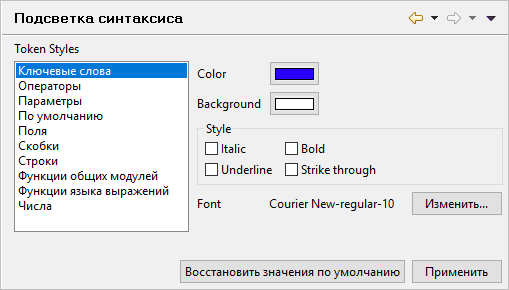 Подсветка синтаксиса
Token Styles
Ключевые слова
Операторы
Параметры
По умолчанию
Поля
Скобки
Строки
Функции общих модулей
Функции языка выражений
Числа
Color
Background
Style
Italic
Bold
Underline
Strike through
Font
Courier New-regular-10
Изменить...
Восстановить значения по умолчанию
Применить